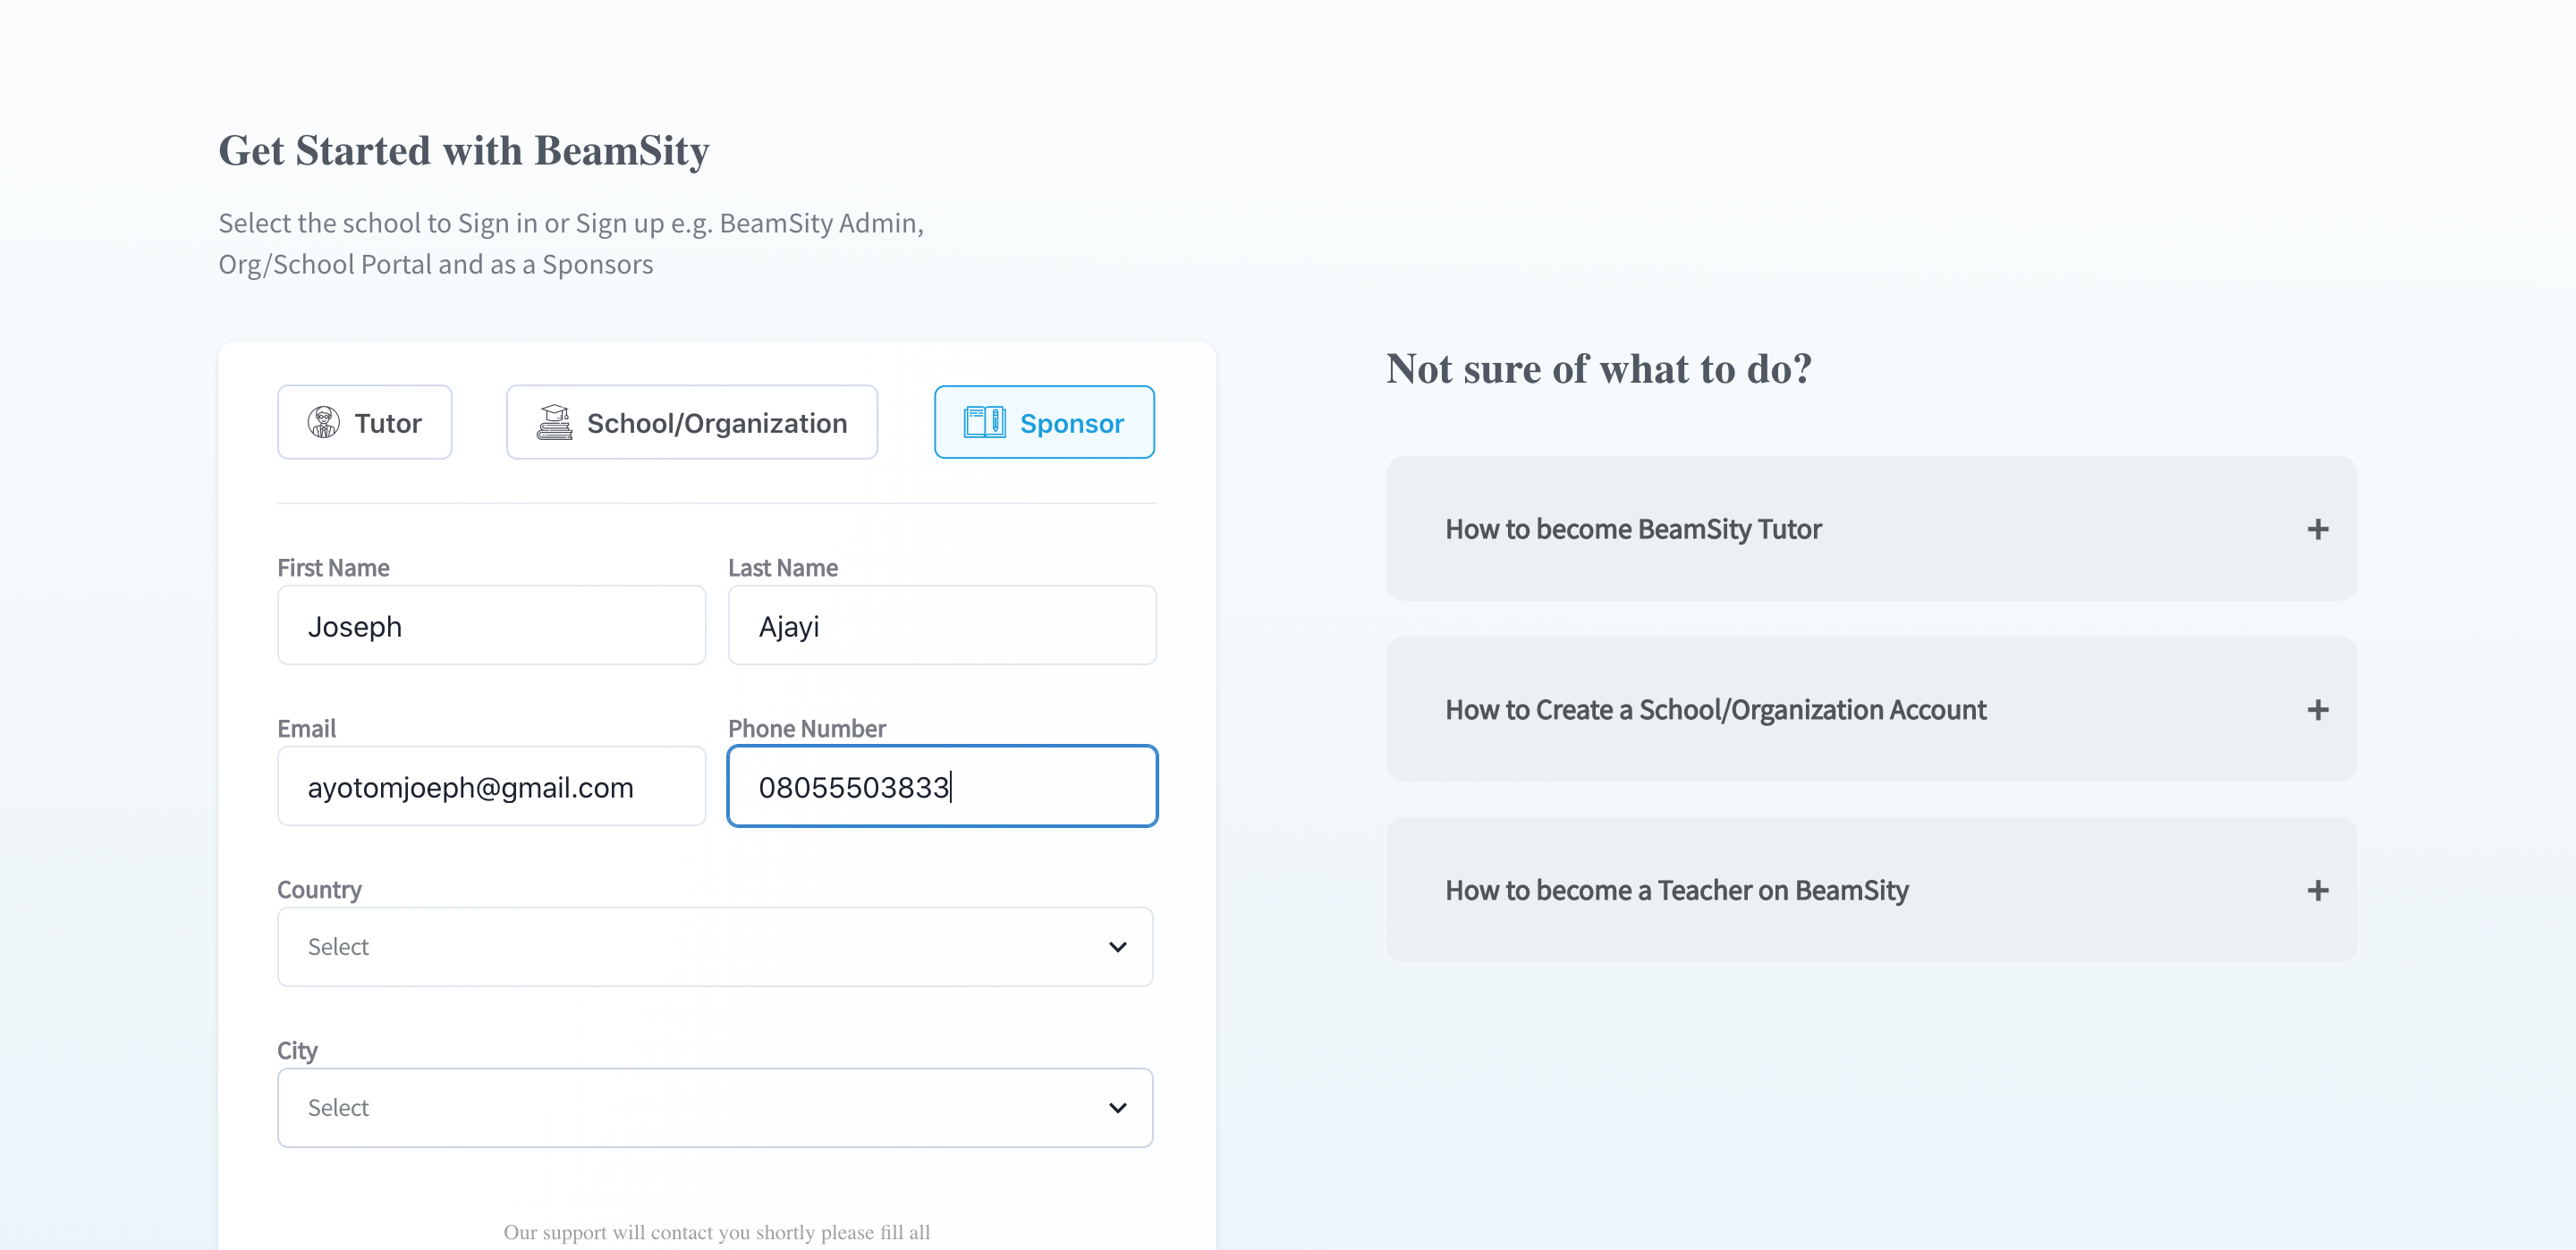 Get Started with BeamSity
Select the school to Sign in or Sign up e.g. BeamSity Admin,
Org/School Portal and as a Sponsors
Tutor
School/Organization
Sponsor
First Name
Last Name
Joseph
Ajayi
Email
Phone Number
ayotomjoeph@gmail.com
08055503833
Country
Select
City
Select
Our support will contact you shortly please fill all
Not sure of what to do?
How to become BeamSity Tutor
How to Create a School/Organization Account
How to become a Teacher on BeamSity